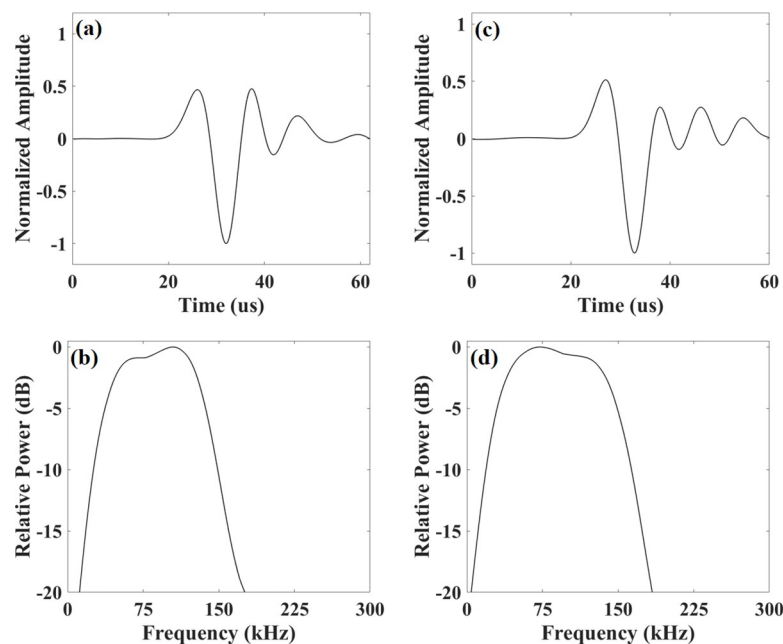 (a)
1
0.5
0
-0.5
-1
Normalized Amplitude
0 20 40 60
Time (us)
(c)
1
0.5
0
-0.5
-1
Normalized Amplitude
0 20 40 60
Time (us)
(b)
0
-5
-10
-15
-20
Relative Power (dB)
0 75 150 225 300
Frequency (kHz)
(d)
0
-5
-10
-15
-20
Relative Power (dB)
0 75 150 225 300
Frequency (kHz)